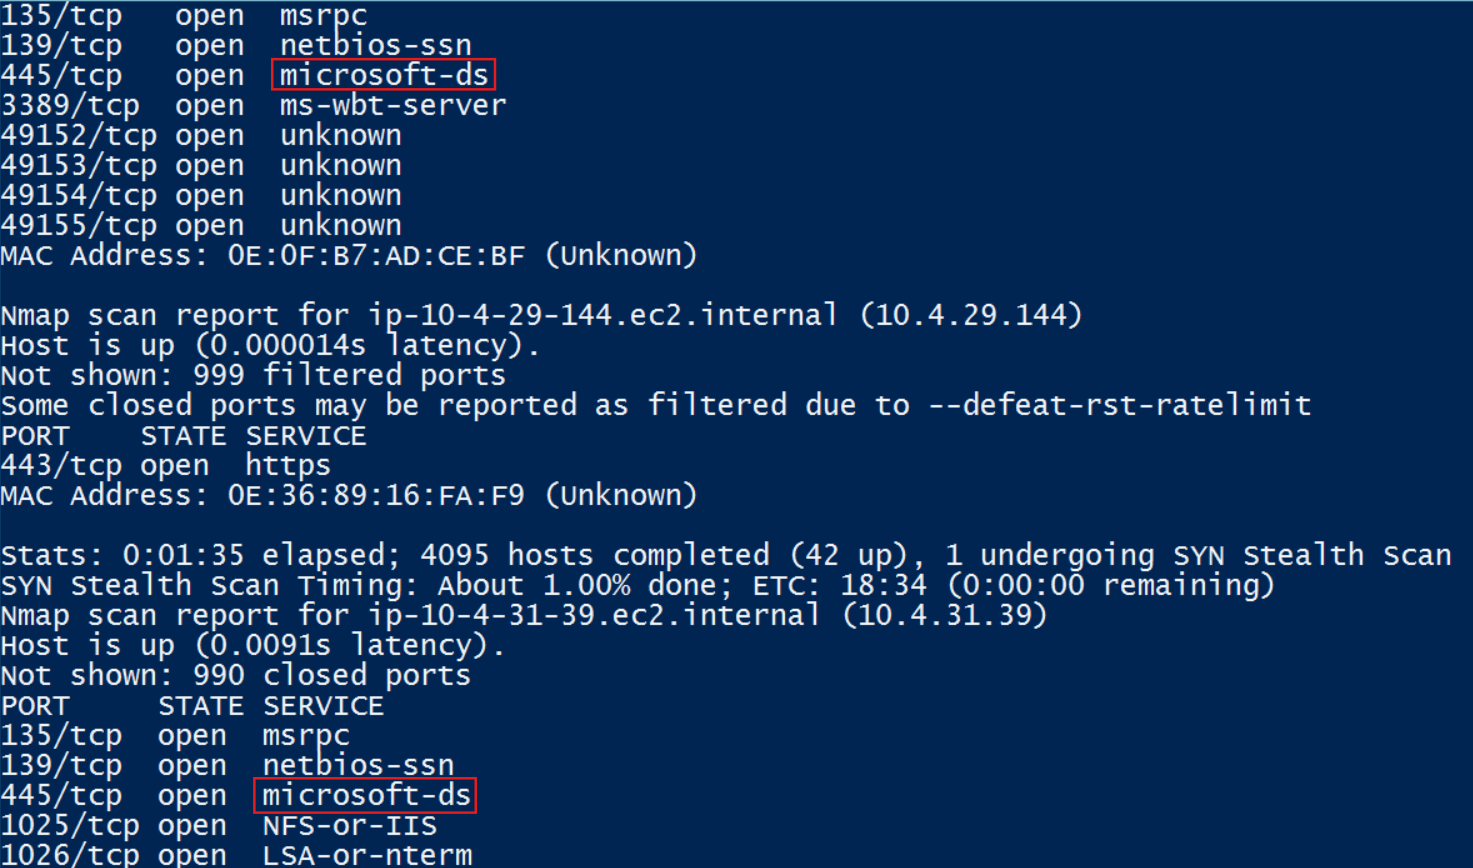 135/tcp   open  msrpc
139/tcp   open  netbios-ssn
445/tcp   open  microsoft-ds
3389/tcp  open  ms-wbt-server
49152/tcp open  unknown
49153/tcp open  unknown
49154/tcp open  unknown
49155/tcp open  unknown
MAC Address: 0E:0F:B7:AD:CE:BF (Unknown)

Nmap scan report for ip-10-4-29-144.ec2.internal (10.4.29.144)
Host is up (0.000014s latency).
Not shown: 999 filtered ports
Some closed ports may be reported as filtered due to --defeat-rst-ratelimit
PORT    STATE SERVICE
443/tcp open  https
MAC Address: 0E:36:89:16:FA:F9 (Unknown)

Stats: 0:01:35 elapsed; 4095 hosts completed (42 up), 1 undergoing SYN Stealth Scan
SYN Stealth Scan Timing: About 1.00% done; ETC: 18:34 (0:00:00 remaining)
Nmap scan report for ip-10-4-31-39.ec2.internal (10.4.31.39)
Host is up (0.0091s latency).
Not shown: 990 closed ports
PORT     STATE SERVICE
135/tcp  open  msrpc
139/tcp  open  netbios-ssn
445/tcp  open  microsoft-ds
1025/tcp open  NFS-or-IIS
1026/tcp open  LSA-or-nterm